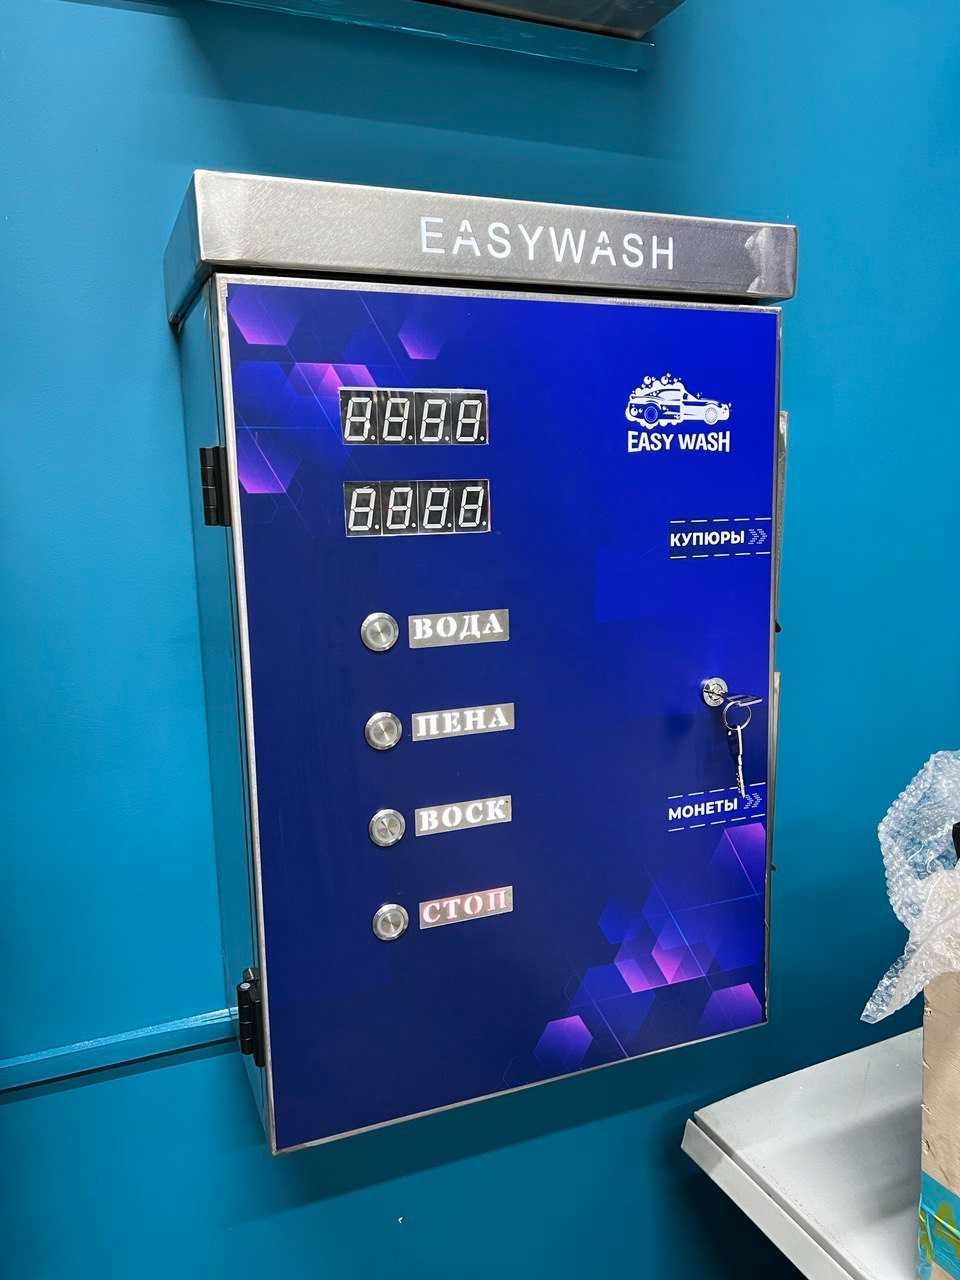 EASYWASH
EASY WASH
КУПЮРЫ
ВОДА
ПЕНА
ВОСК
МОНЕТЫ
СТОП